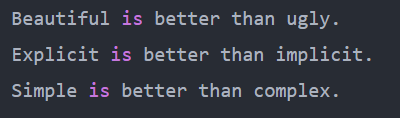 Beautiful is better than ugly.
Explicit is better than implicit.
Simple is better than complex.